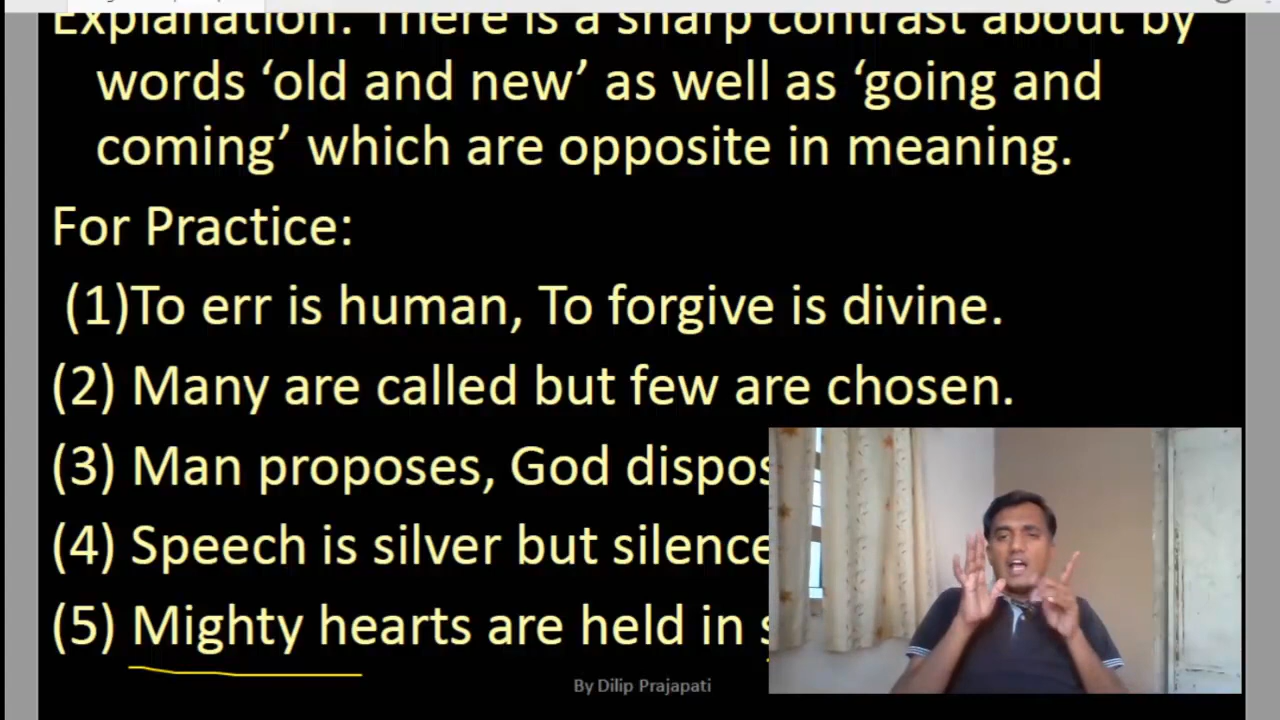 Explanation: There is a sharp contrast about by
words ‘old and new’ as well as ‘going and
coming’ which are opposite in meaning.
For Practice:
(1)To err is human, To forgive is divine.
(2) Many are called but few are chosen.
(3) Man proposes, God dispos
(4) Speech is silver but silence
(5) Mighty hearts are held in
By Dilip Prajapati